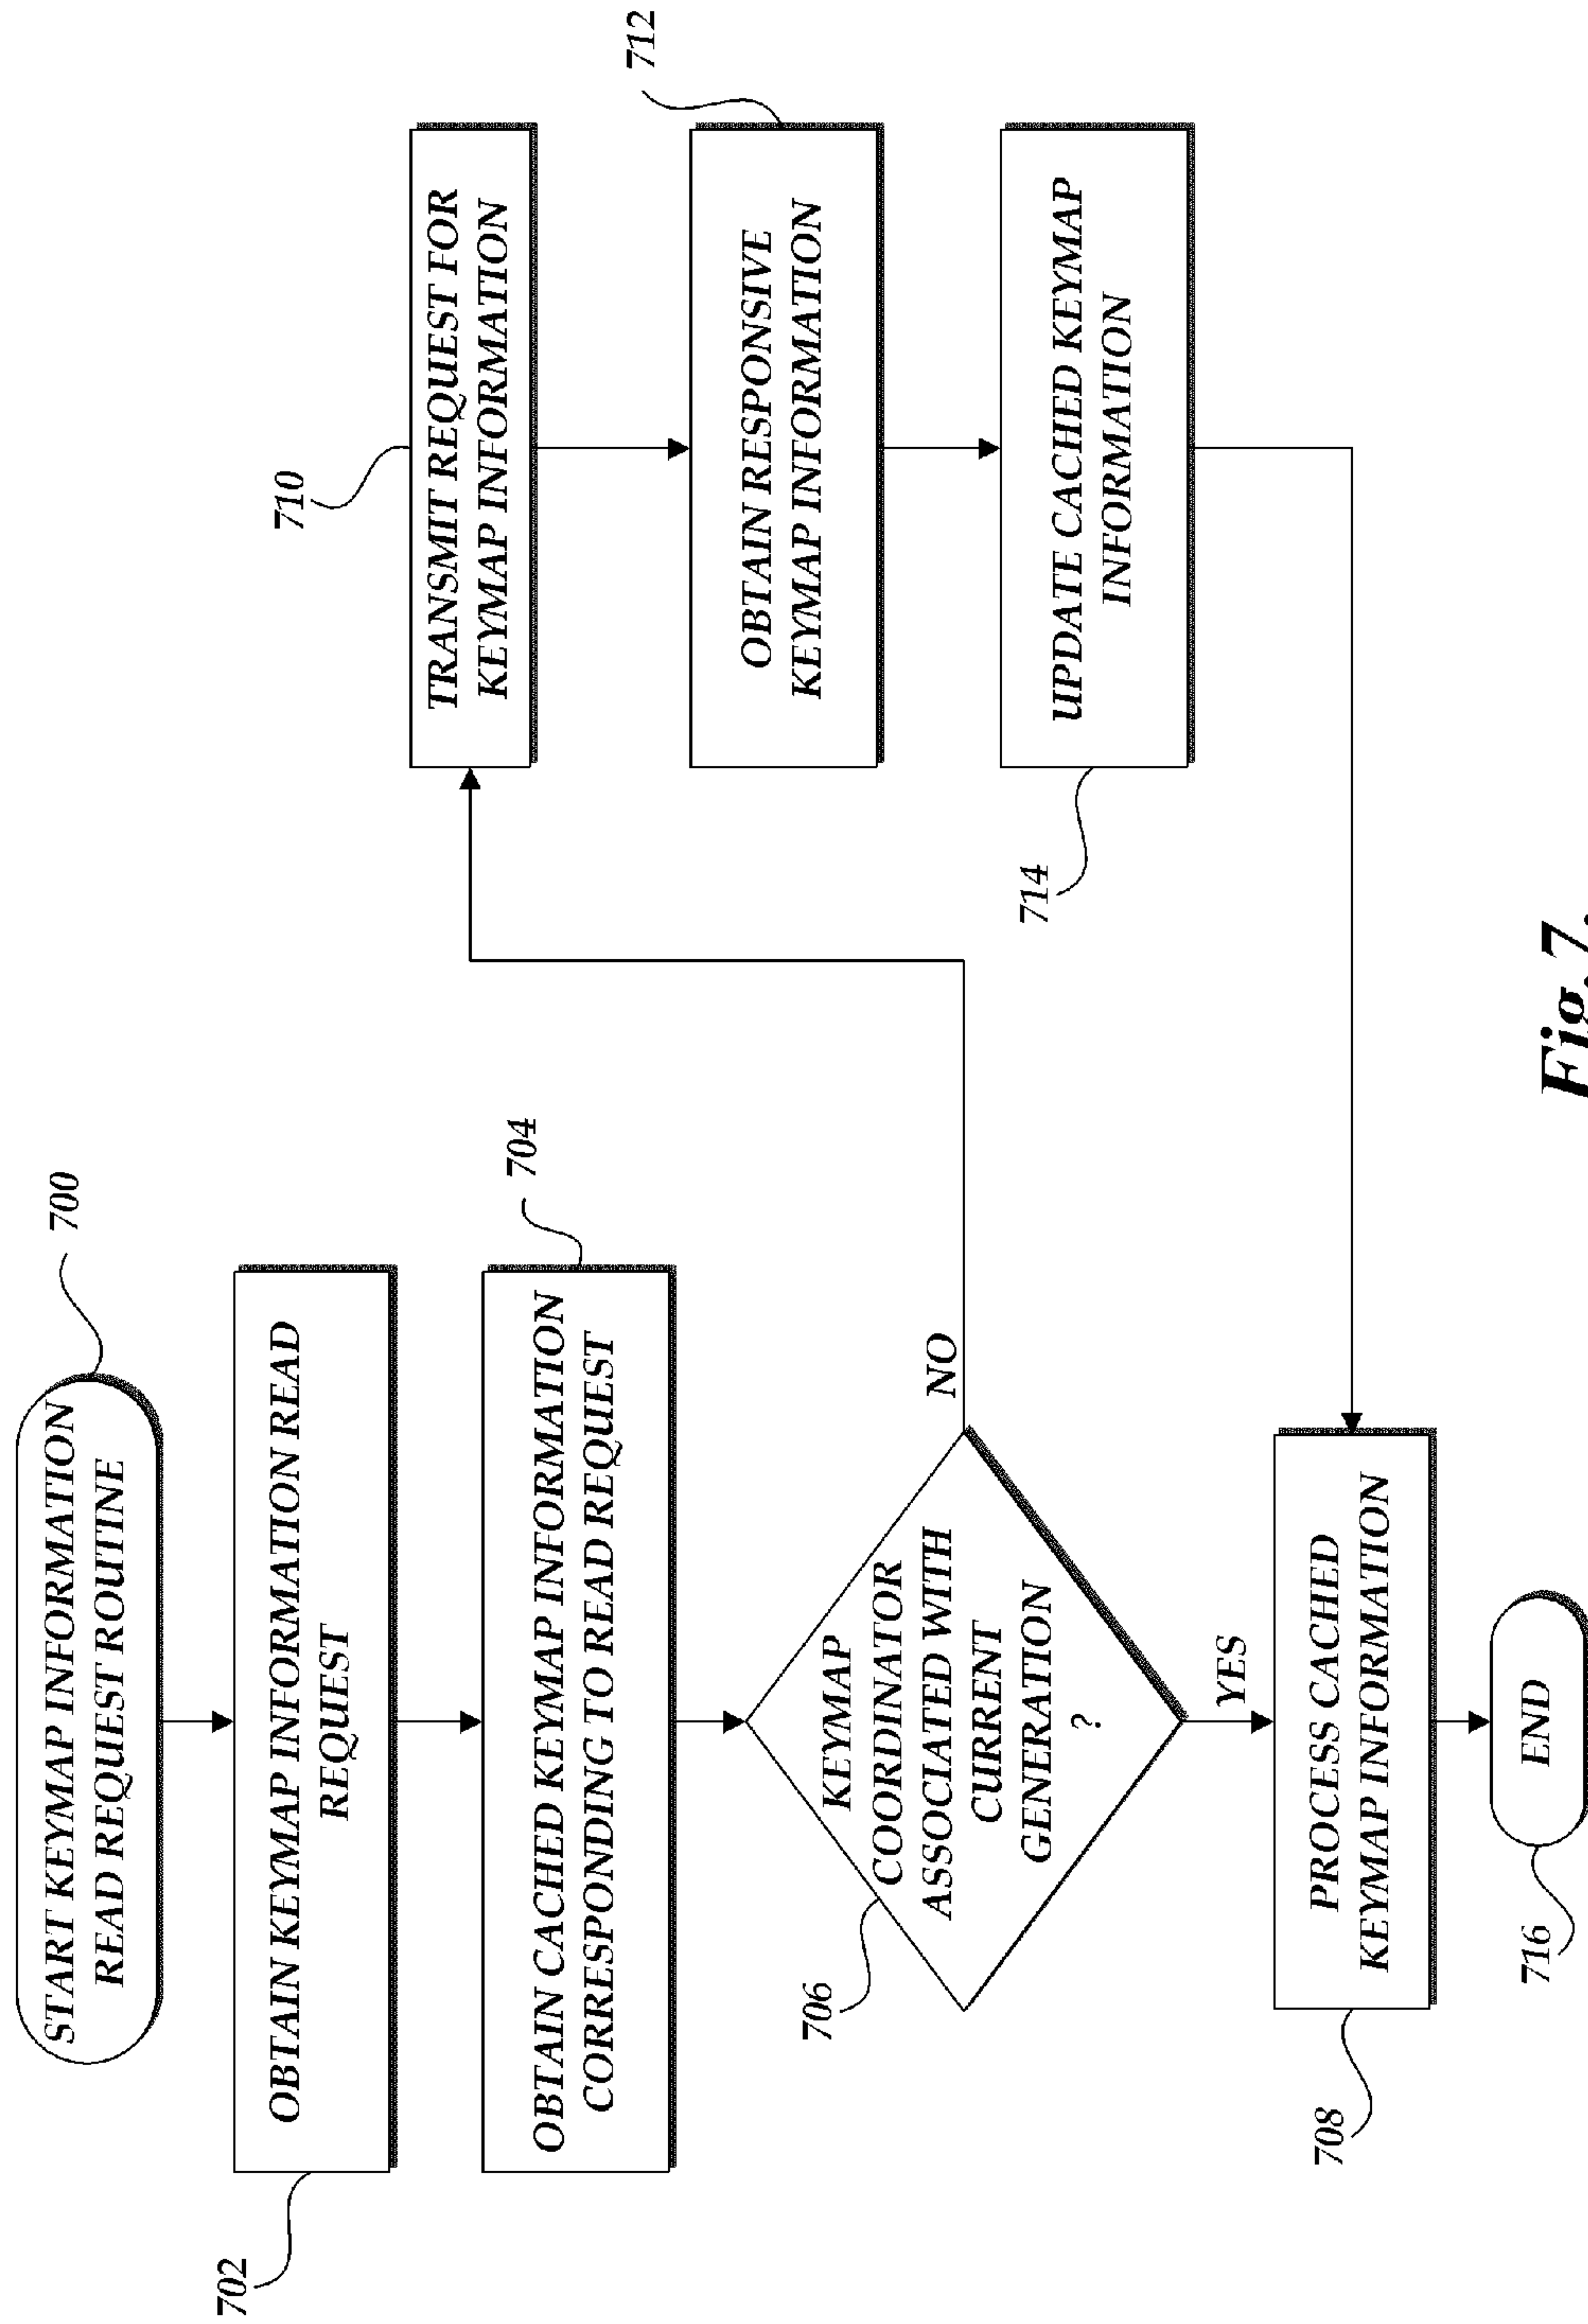 START KEYMAP INFORMATION
READ REQUEST ROUTINE
700
OBTAIN KEYMAP INFORMATION READ
REQUEST
702
OBTAIN CACHED KEYMAP INFORMATION
CORRESPONDING TO READ REQUEST
704
KEYMAP
COORDINATOR
ASSOCIATED WITH
CURRENT
GENERATION
?
706
NO
YES
PROCESS CACHED
KEYMAP INFORMATION
708
END
716
710
TRANSMIT REQUEST FOR
KEYMAP INFORMATION
712
OBTAIN RESPONSIVE
KEYMAP INFORMATION
UPDATE CACHED KEYMAP
INFORMATION
714
Fig.7.